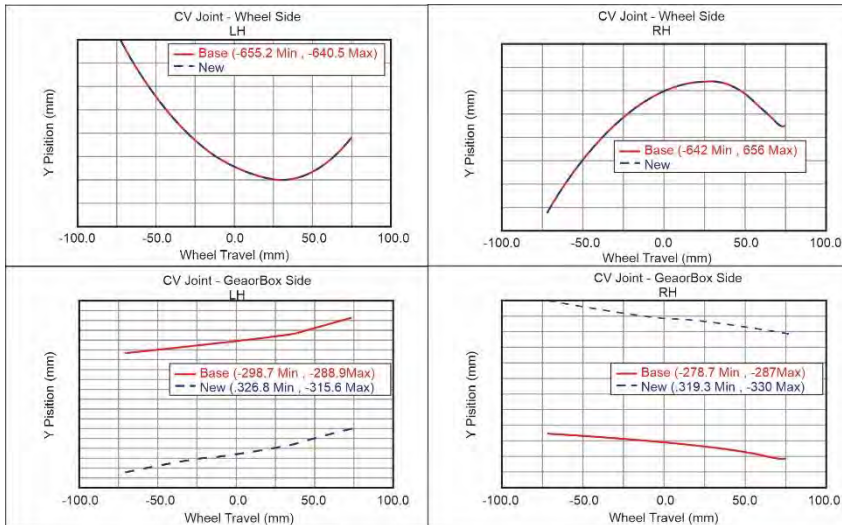 CV Joint - Wheel Side
LH
Base (-655.2 Min , -640.5 Max)
New
Y Pisition (mm)
-100.0 -50.0 0.0 50.0 100.0
Wheel Travel (mm)
CV Joint - Wheel Side
RH
Base (-642 Min , 656 Max)
New
Y Pisition (mm)
-100.0 -50.0 0.0 50.0 100.0
Wheel Travel (mm)
CV Joint - GeaorBox Side
LH
Base (-298.7 Min , -288.9Max)
New (.326.8 Min , -315.6 Max)
Y Pisition (mm)
-100.0 -50.0 0.0 50.0 100.0
Wheel Travel (mm)
CV Joint - GeaorBox Side
RH
Base (-278.7 Min , -287Max)
New (.319.3 Min , -330 Max)
Y Pisition (mm)
-100.0 -50.0 0.0 50.0 100.0
Wheel Travel (mm)